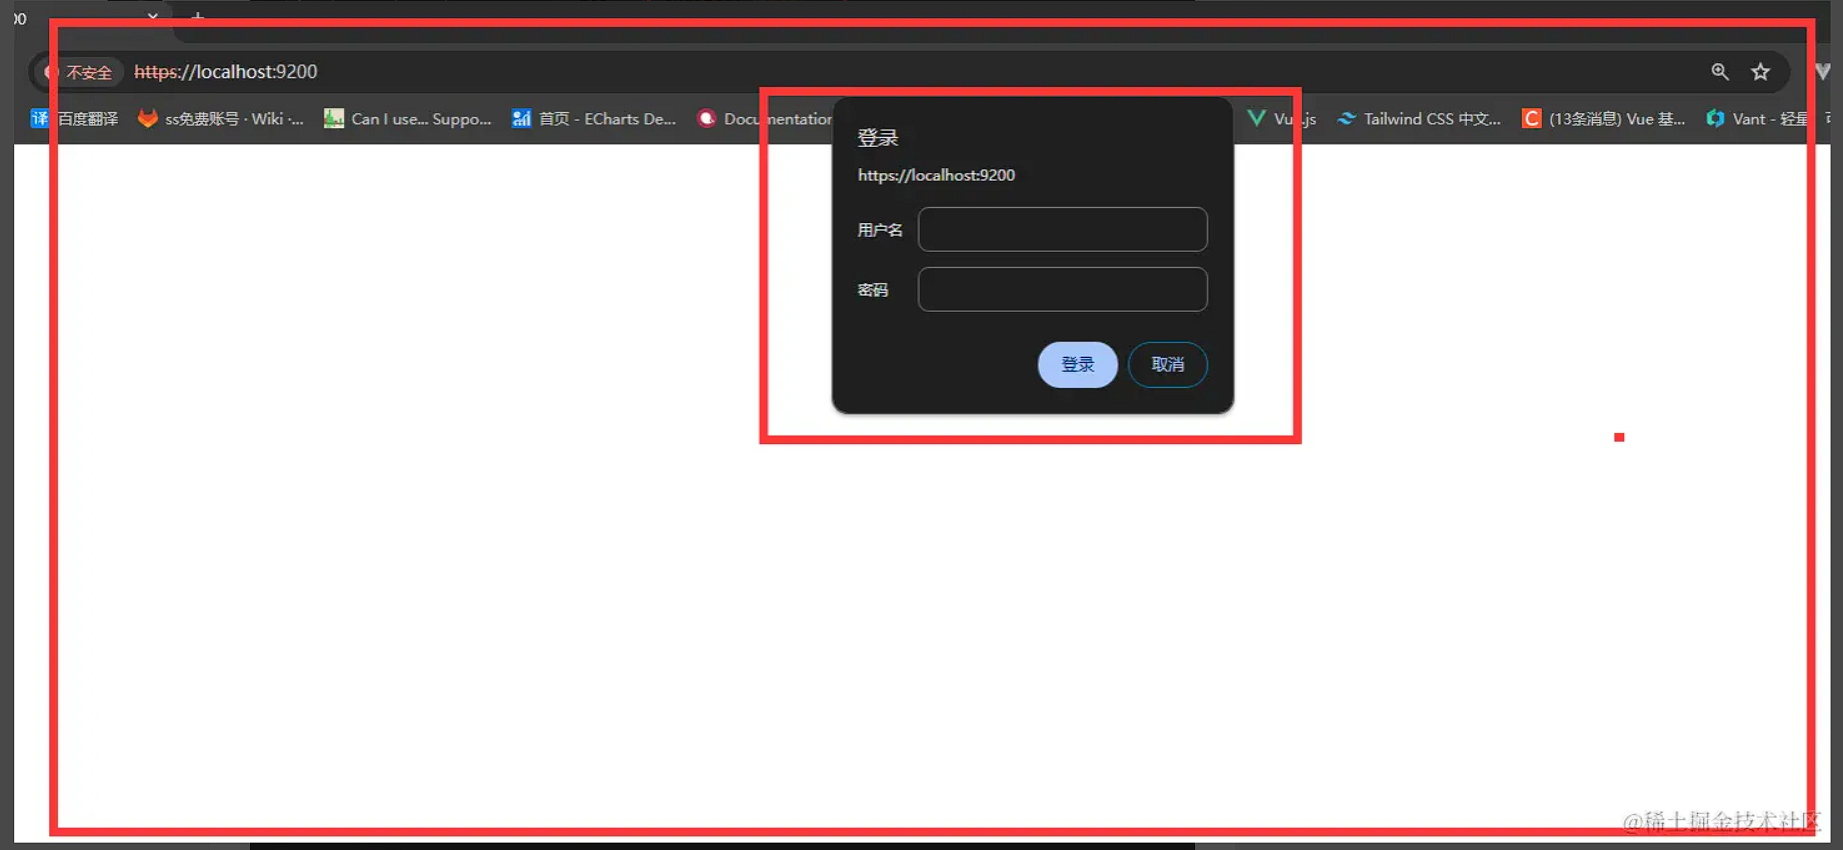 00
不安全 https://localhost:9200
译 百度翻译 ss免费账号 · Wiki ·... Can I use... Suppo... 首页 - ECharts De... Documentation Vue.js Tailwind CSS 中文... C (13条消息) Vue 基... Vant - 轻量 可
登录
https://localhost:9200
用户名
密码
登录 取消
@稀土掘金技术社区